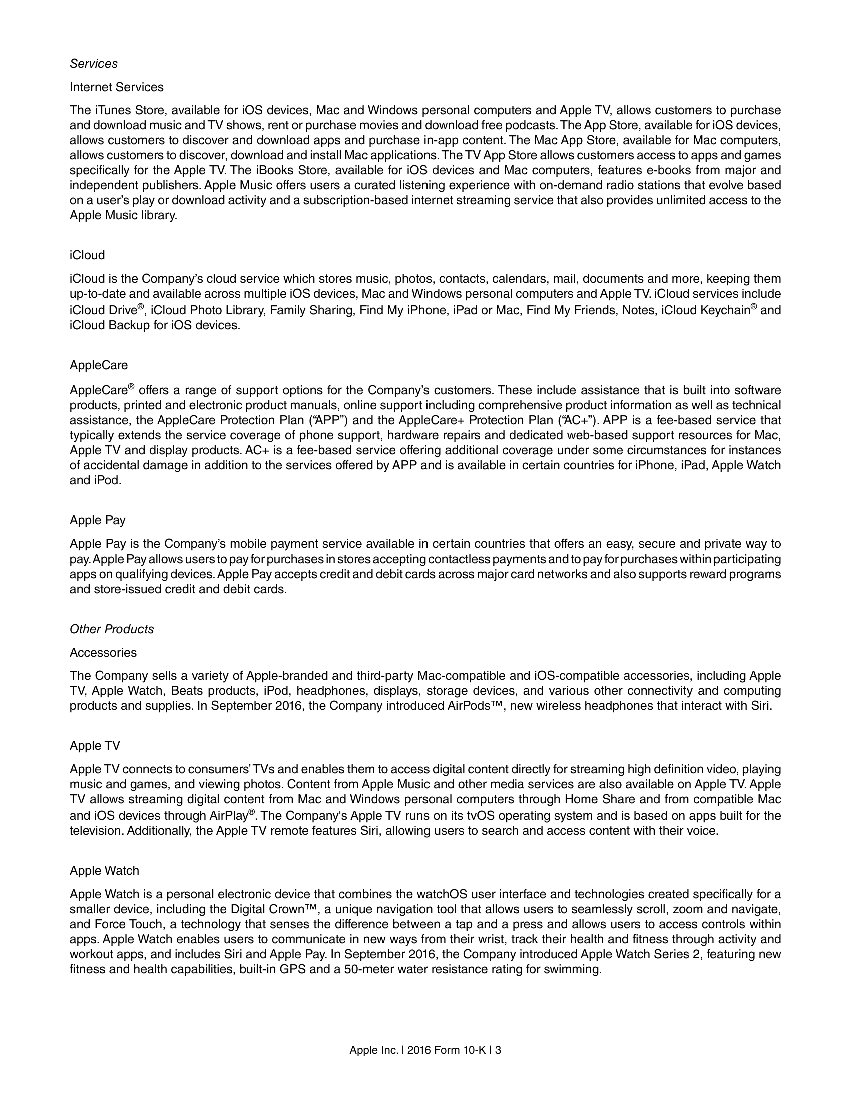 Services
Internet Services
The iTunes Store, available for iOS devices, Mac and Windows personal computers and Apple TV, allows customers to purchase
and download music and TV shows, rent or purchase movies and download free podcasts. The App Store, available for iOS devices,
allows customers to discover and download apps and purchase in-app content. The Mac App Store, available for Mac computers,
allows customers to discover, download and install Mac applications. The TV App Store allows customers access to apps and games
specifically for the Apple TV. The iBooks Store, available for iOS devices and Mac computers, features e-books from major and
independent publishers. Apple Music offers users a curated listening experience with on-demand radio stations that evolve based
on a user's play or download activity and a subscription-based internet streaming service that also provides unlimited access to the
Apple Music library.
iCloud
iCloud is the Company's cloud service which stores music, photos, contacts, calendars, mail, documents and more, keeping them
up-to-date and available across multiple iOS devices, Mac and Windows personal computers and Apple TV. iCloud services include
iCloud Drive®, iCloud Photo Library, Family Sharing, Find My iPhone, iPad or Mac, Find My Friends, Notes, iCloud Keychain® and
iCloud Backup for iOS devices.
AppleCare
AppleCare® offers a range of support options for the Company's customers. These include assistance that is built into software
products, printed and electronic product manuals, online support including comprehensive product information as well as technical
assistance, the AppleCare Protection Plan ("APP") and the AppleCare+ Protection Plan ("AC+"). APP is a fee-based service that
typically extends the service coverage of phone support, hardware repairs and dedicated web-based support resources for Mac,
Apple TV and display products. AC+ is a fee-based service offering additional coverage under some circumstances for instances
of accidental damage in addition to the services offered by APP and is available in certain countries for iPhone, iPad, Apple Watch
and iPod.
Apple Pay
Apple Pay is the Company's mobile payment service available in certain countries that offers an easy, secure and private way to
pay. Apple Pay allows users to pay for purchases in stores accepting contactless payments and to pay for purchases within participating
apps on qualifying devices. Apple Pay accepts credit and debit cards across major card networks and also supports reward programs
and store-issued credit and debit cards.
Other Products
Accessories
The Company sells a variety of Apple-branded and third-party Mac-compatible and iOS-compatible accessories, including Apple
TV, Apple Watch, Beats products, iPod, headphones, displays, storage devices, and various other connectivity and computing
products and supplies. In September 2016, the Company introduced AirPods™, new wireless headphones that interact with Siri.
Apple TV
Apple TV connects to consumers' TVs and enables them to access digital content directly for streaming high definition video, playing
music and games, and viewing photos. Content from Apple Music and other media services are also available on Apple TV. Apple
TV allows streaming digital content from Mac and Windows personal computers through Home Share and from compatible Mac
and iOS devices through AirPlay®. The Company's Apple TV runs on its tvOS operating system and is based on apps built for the
television. Additionally, the Apple TV remote features Siri, allowing users to search and access content with their voice.
Apple Watch
Apple Watch is a personal electronic device that combines the watchOS user interface and technologies created specifically for a
smaller device, including the Digital Crown™, a unique navigation tool that allows users to seamlessly scroll, zoom and navigate,
and Force Touch, a technology that senses the difference between a tap and a press and allows users to access controls within
apps. Apple Watch enables users to communicate in new ways from their wrist, track their health and fitness through activity and
workout apps, and includes Siri and Apple Pay. In September 2016, the Company introduced Apple Watch Series 2, featuring new
fitness and health capabilities, built-in GPS and a 50-meter water resistance rating for swimming.
Apple Inc. | 2016 Form 10-K | 3